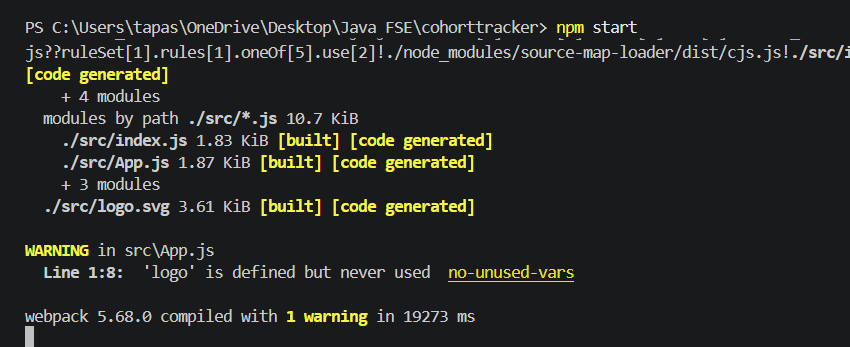 PS C:\Users\tapas\OneDrive\Desktop\Java FSE\cohorttracker> npm start
js??ruleSet[1].rules[1].oneOf[5].use[2]!./node_modules/source-map-loader/dist/cjs.js!./src/i
[code generated]
+ 4 modules
modules by path ./src/*.js 10.7 KiB
./src/index.js 1.83 KiB [built] [code generated]
./src/App.js 1.87 KiB [built] [code generated]
+ 3 modules
./src/logo.svg 3.61 KiB [built] [code generated]
WARNING in src\App.js
Line 1:8:  'logo' is defined but never used  no-unused-vars
webpack 5.68.0 compiled with 1 warning in 19273 ms